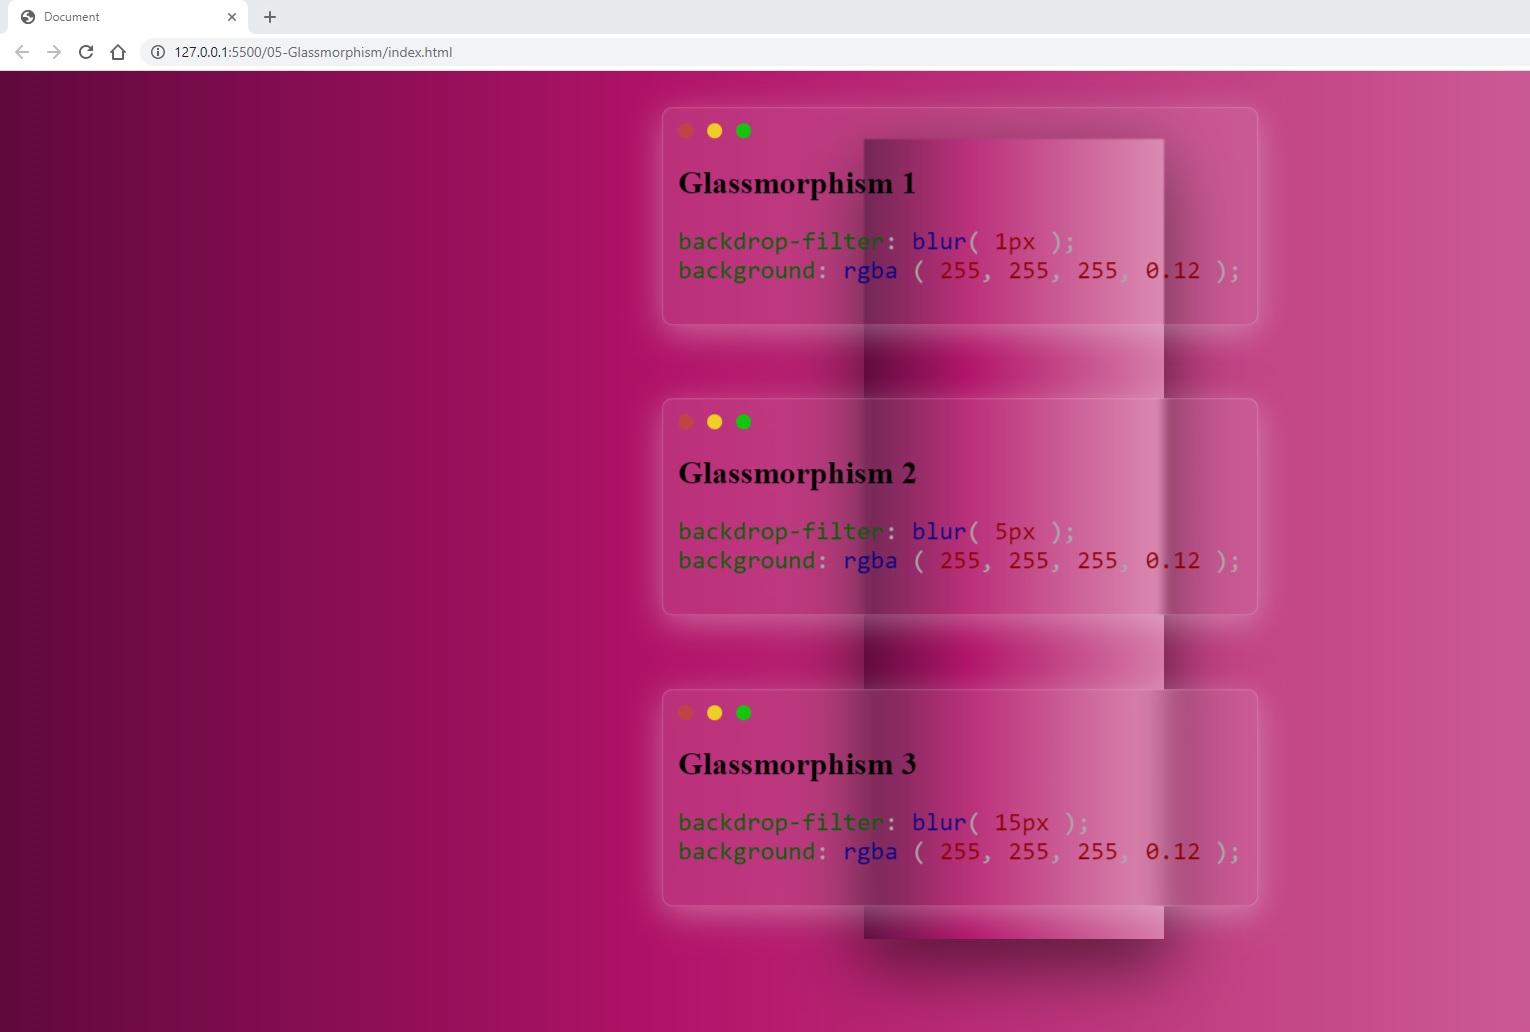 Document
127.0.0.1:5500/05-Glassmorphism/index.html
Glassmorphism 1
backdrop-filter: blur( 1px );
background: rgba ( 255, 255, 255, 0.12 );
Glassmorphism 2
backdrop-filter: blur( 5px );
background: rgba ( 255, 255, 255, 0.12 );
Glassmorphism 3
backdrop-filter: blur( 15px );
background: rgba ( 255, 255, 255, 0.12 );